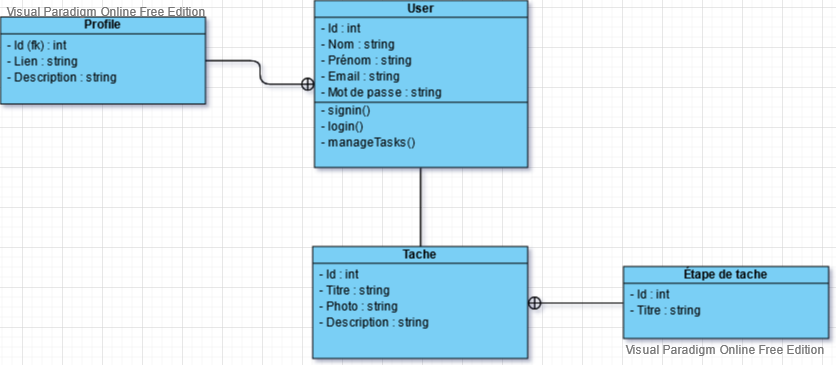 Visual Paradigm Online Free Edition
Profile
- Id (fk) : int
- Lien : string
- Description : string
User
- Id : int
- Nom : string
- Prénom : string
- Email : string
- Mot de passe : string
- signin()
- login()
- manageTasks()
Tache
- Id : int
- Titre : string
- Photo : string
- Description : string
Étape de tache
- Id : int
- Titre : string
Visual Paradigm Online Free Edition